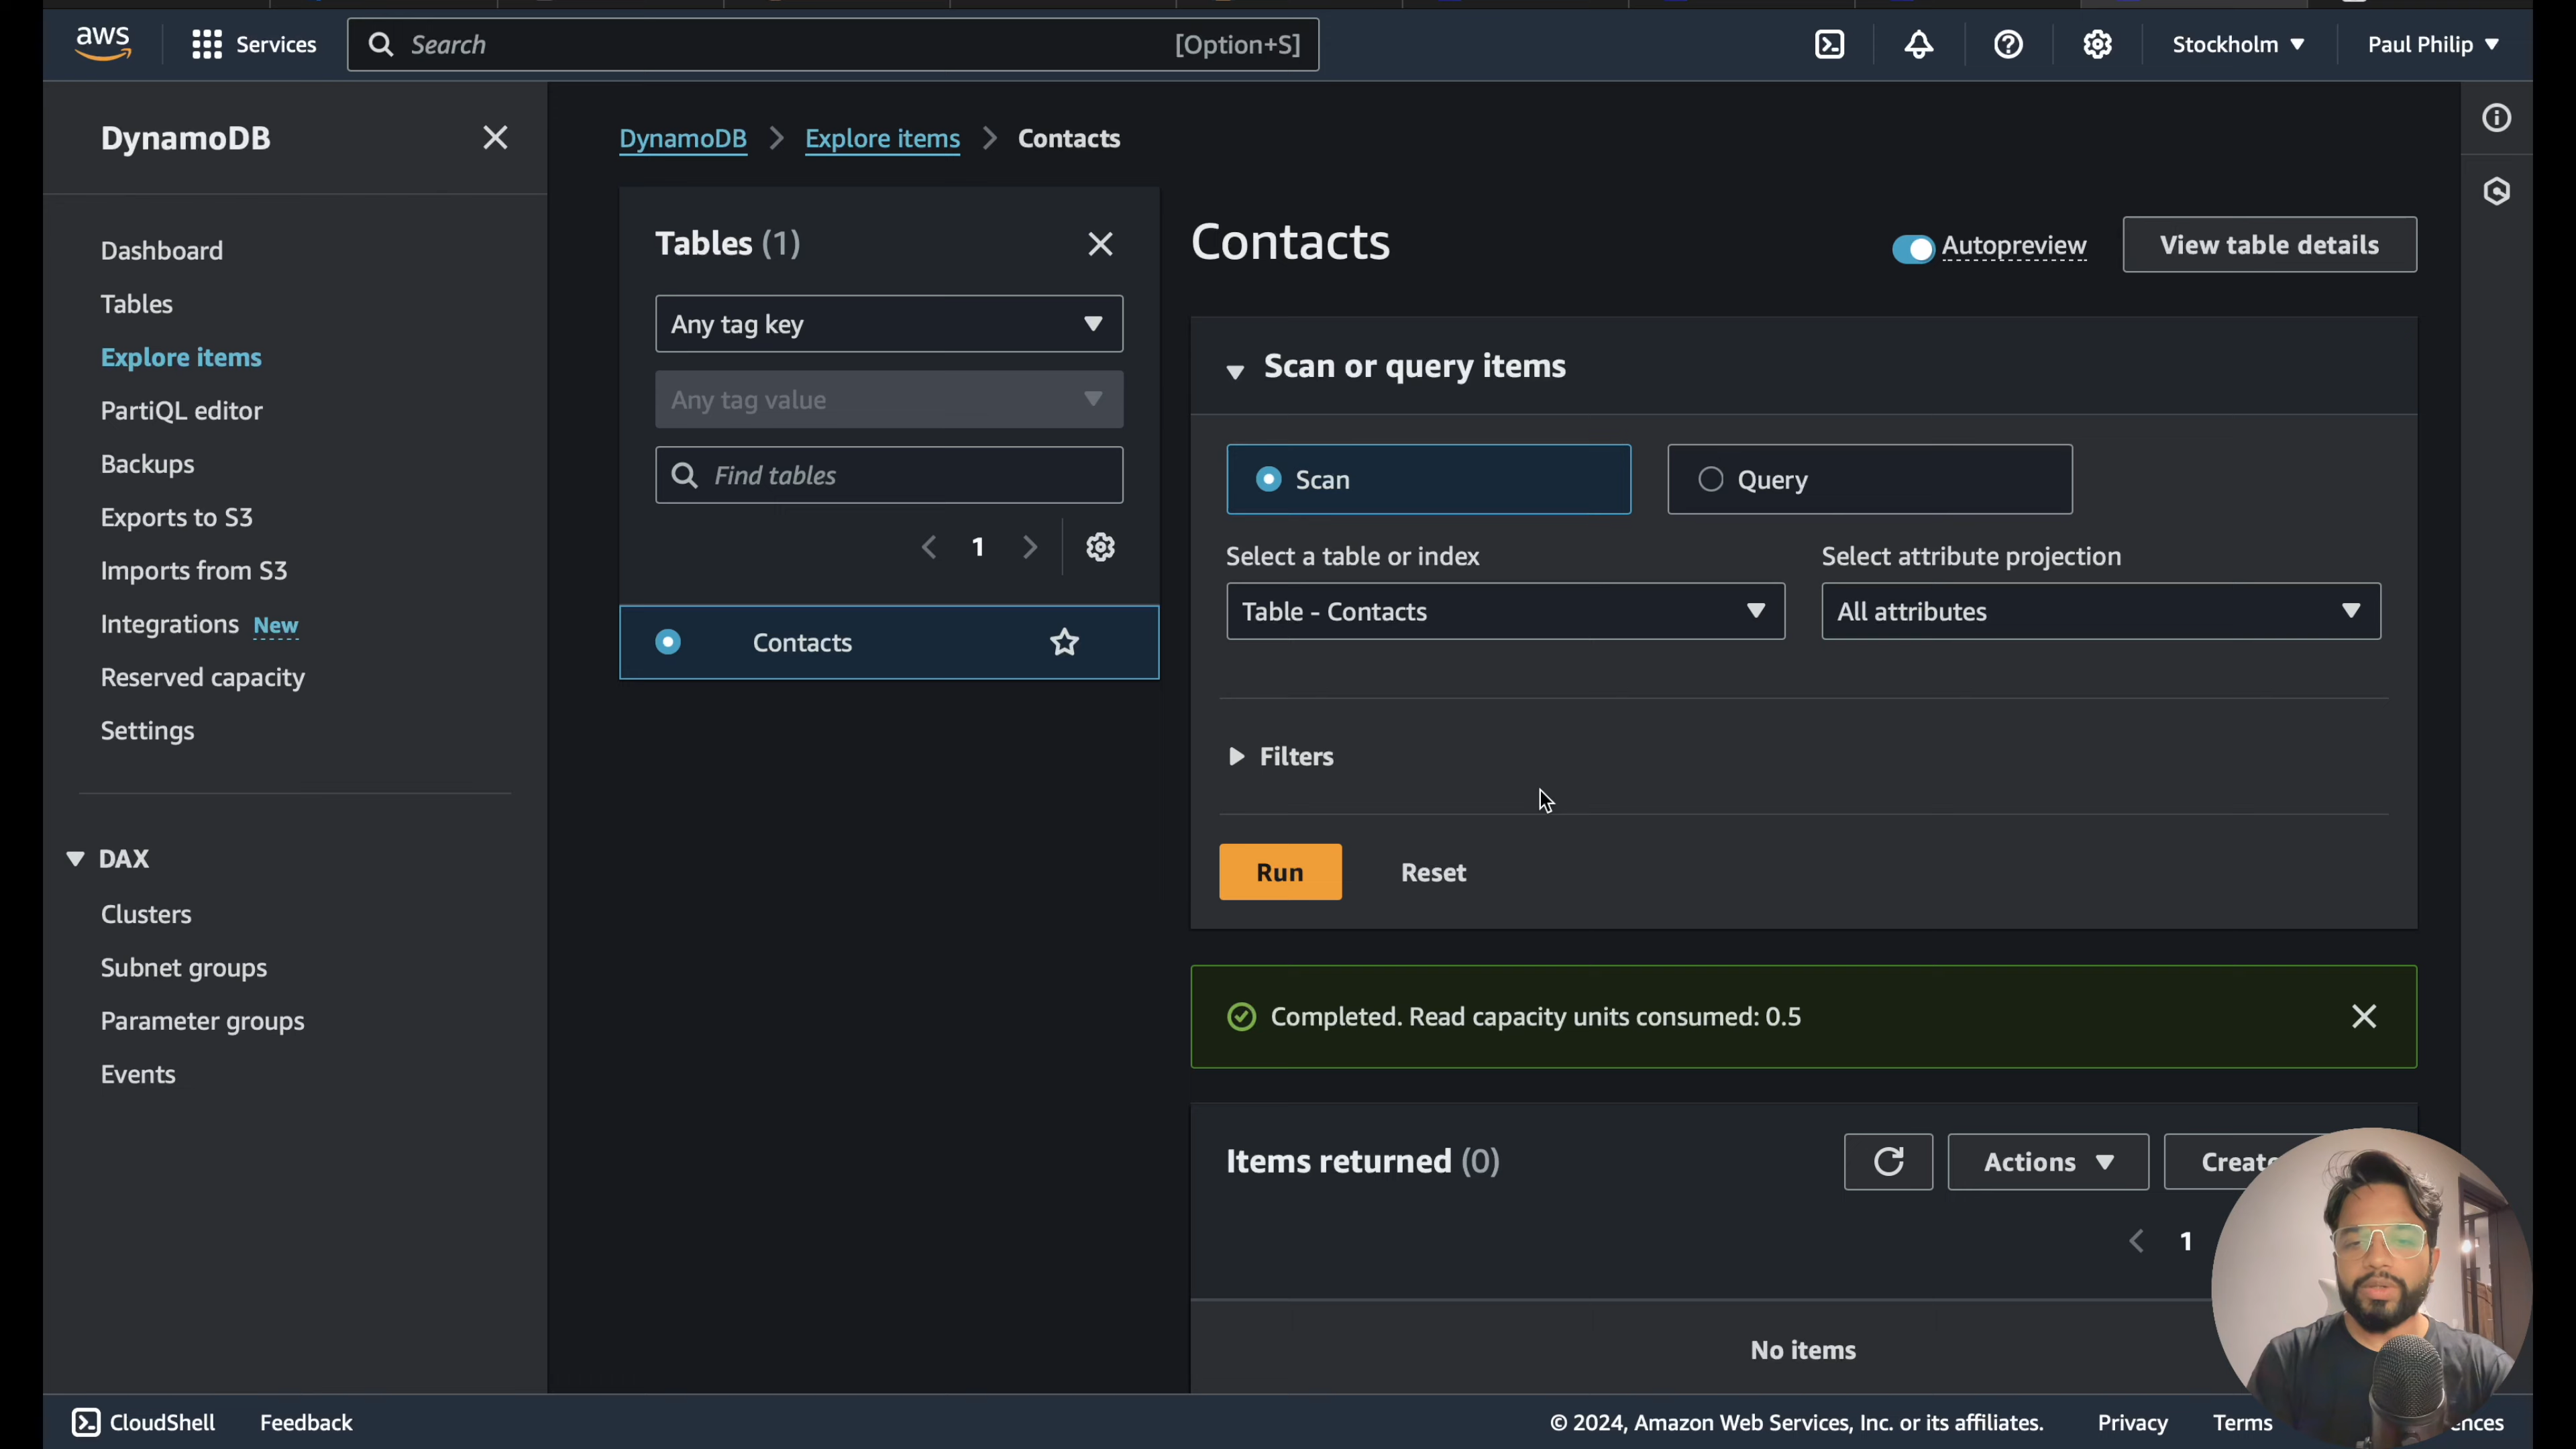 aws
Services
Search
[Option+S]
Stockholm
Paul Philip
DynamoDB
Dashboard
Tables
Explore items
PartiQL editor
Backups
Exports to S3
Imports from S3
Integrations New
Reserved capacity
Settings
DAX
Clusters
Subnet groups
Parameter groups
Events
DynamoDB
Explore items
Contacts
Tables (1)
Any tag key
Any tag value
Find tables
1
Contacts
Contacts
Autopreview
View table details
Scan or query items
Scan
Query
Select a table or index
Select attribute projection
Table - Contacts
All attributes
Filters
Run
Reset
Completed. Read capacity units consumed: 0.5
Items returned (0)
Actions
Create
1
No items
CloudShell
Feedback
© 2024, Amazon Web Services, Inc. or its affiliates.
Privacy
Terms